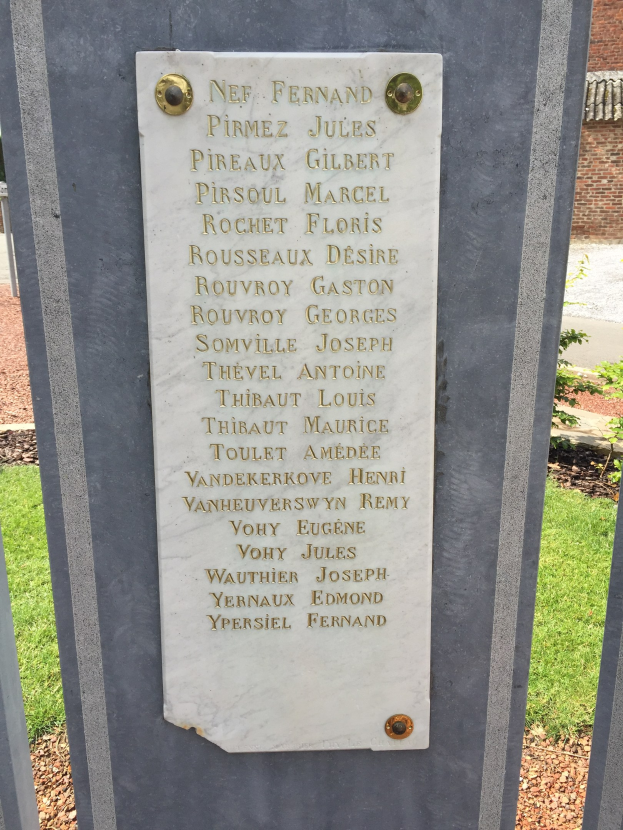 NEF FERNAND
PIRMEZ JULES
PIREAUX GILBERT
PIRSOUL MARCEL
ROCHET FLORIS
ROUSSEAUX DÉSIRE
ROUVROY GASTON
ROUVROY GEORGES
SOMVILLE JOSEPH
THÉVEL ANTOINE
THIBAUT LOUIS
THIBAUT MAURICE
TOULET AMÉDÉE
VANDEKERKOVE HENRI
VANHEUVERSWYN REMY
VOHY EUGÉNE
VOHY JULES
WAUTHIER JOSEPH
YERNAUX EDMOND
YPERSIEL FERNAND